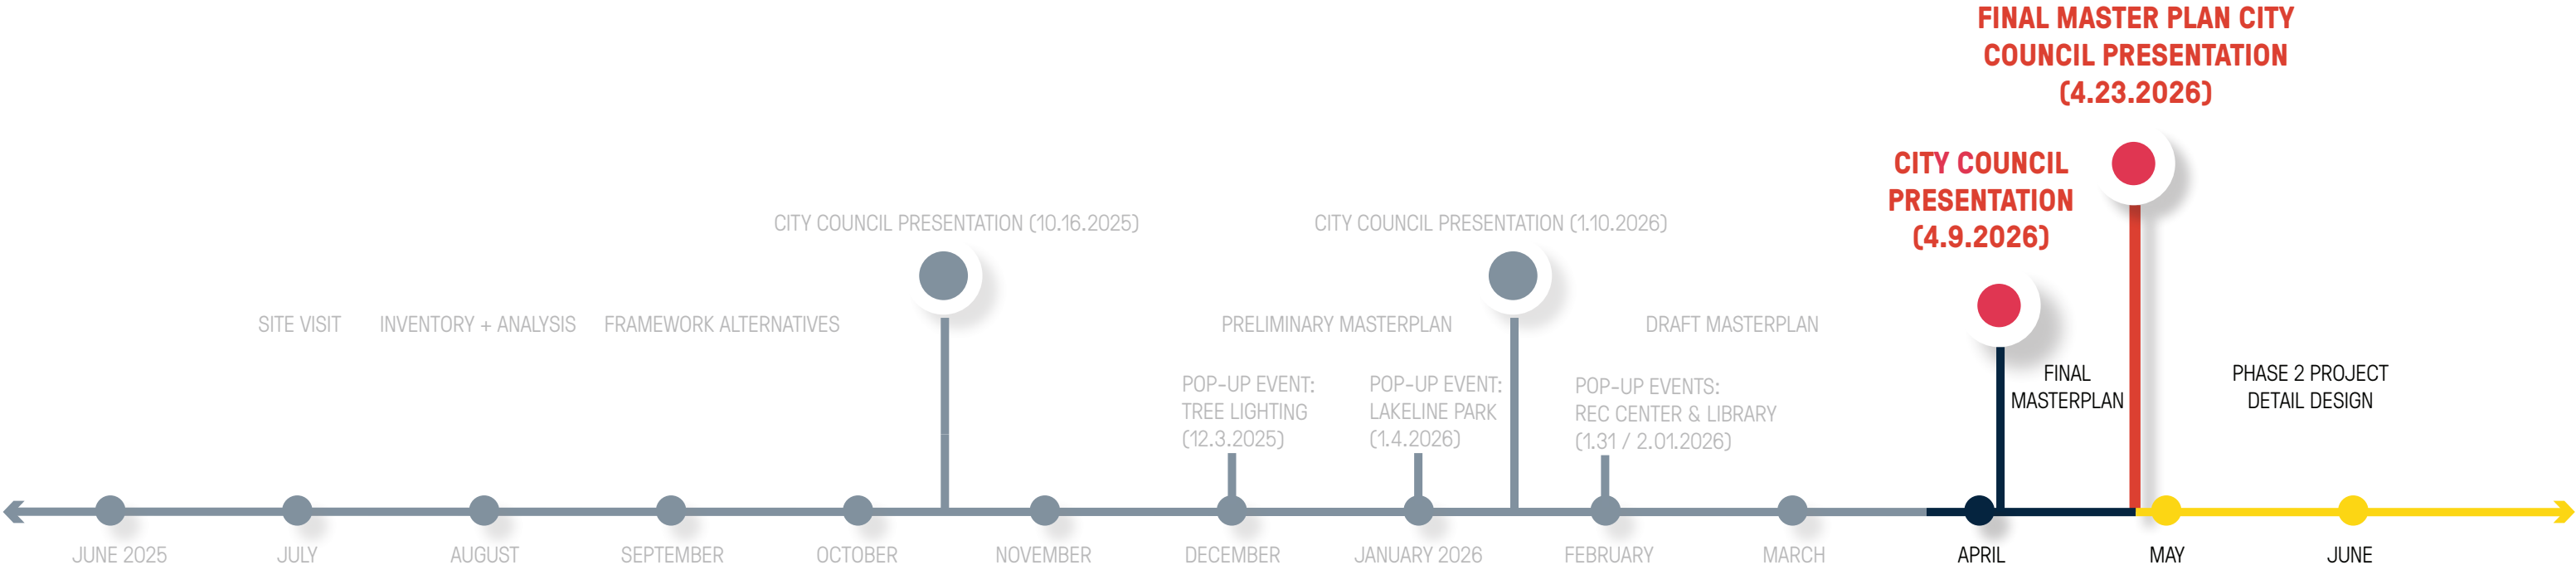 FINAL MASTER PLAN CITY
COUNCIL PRESENTATION
(4.23.2026)
CITY COUNCIL
PRESENTATION
(4.9.2026)
CITY COUNCIL PRESENTATION (10.16.2025)
CITY COUNCIL PRESENTATION (1.10.2026)
SITE VISIT
INVENTORY + ANALYSIS
FRAMEWORK ALTERNATIVES
PRELIMINARY MASTERPLAN
DRAFT MASTERPLAN
POP-UP EVENT:
TREE LIGHTING
(12.3.2025)
POP-UP EVENT:
LAKELINE PARK
(1.4.2026)
POP-UP EVENTS:
REC CENTER & LIBRARY
(1.31 / 2.01.2026)
FINAL
MASTERPLAN
PHASE 2 PROJECT
DETAIL DESIGN
JUNE 2025
JULY
AUGUST
SEPTEMBER
OCTOBER
NOVEMBER
DECEMBER
JANUARY 2026
FEBRUARY
MARCH
APRIL
MAY
JUNE